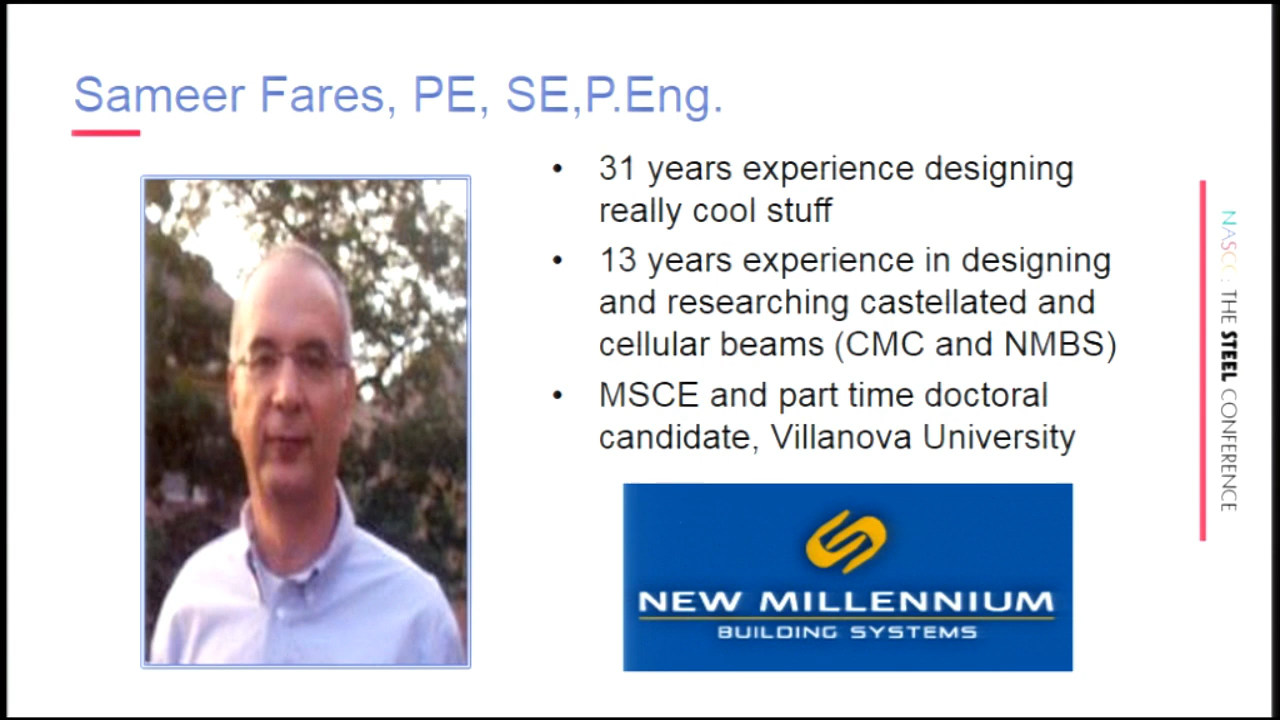 Sameer Fares, PE, SE,P.Eng.
• 31 years experience designing
really cool stuff
• 13 years experience in designing
and researching castellated and
cellular beams (CMC and NMBS)
• MSCE and part time doctoral
candidate, Villanova University
NEW MILLENNIUM
BUILDING SYSTEMS
NASCC : THE STEEL CONFERENCE